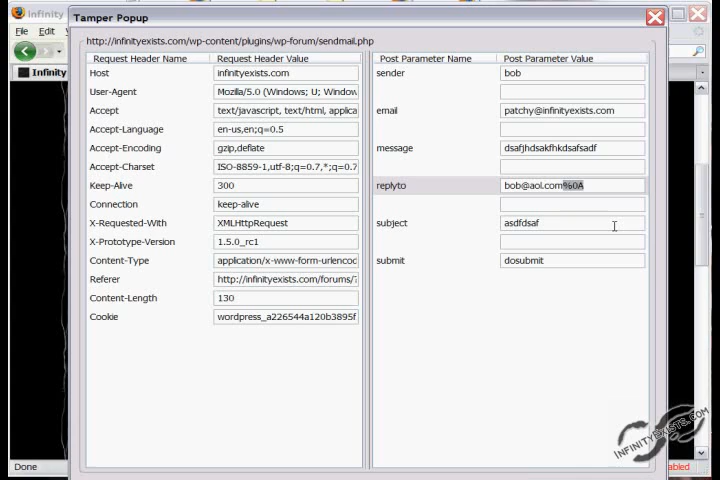 Infinity
Tamper Popup
File Edit
http://infinityexists.com/wp-content/plugins/wp-forum/sendmail.php
Infinity
Request Header Name Request Header Value Post Parameter Name Post Parameter Value
Host infinityexists.com sender bob
User-Agent Mozilla/5.0 (Windows; U; Window
Accept text/javascript, text/html, applica email patchy@infinityexists.com
Accept-Language en-us,en;q=0.5
Accept-Encoding gzip,deflate message dsafjhdsakfhkdsafsadf
Accept-Charset ISO-8859-1,utf-8;q=0.7,*;q=0.7
Keep-Alive 300 replyto bob@aol.com%0A
Connection keep-alive
X-Requested-With XMLHttpRequest subject asdfdsaf
X-Prototype-Version 1.5.0_rc1
Content-Type application/x-www-form-urlencod submit dosubmit
Referer http://infinityexists.com/forums/?
Content-Length 130
Cookie wordpress_a226544a120b3895f
INFINITYEXISTS.COM
Done abled